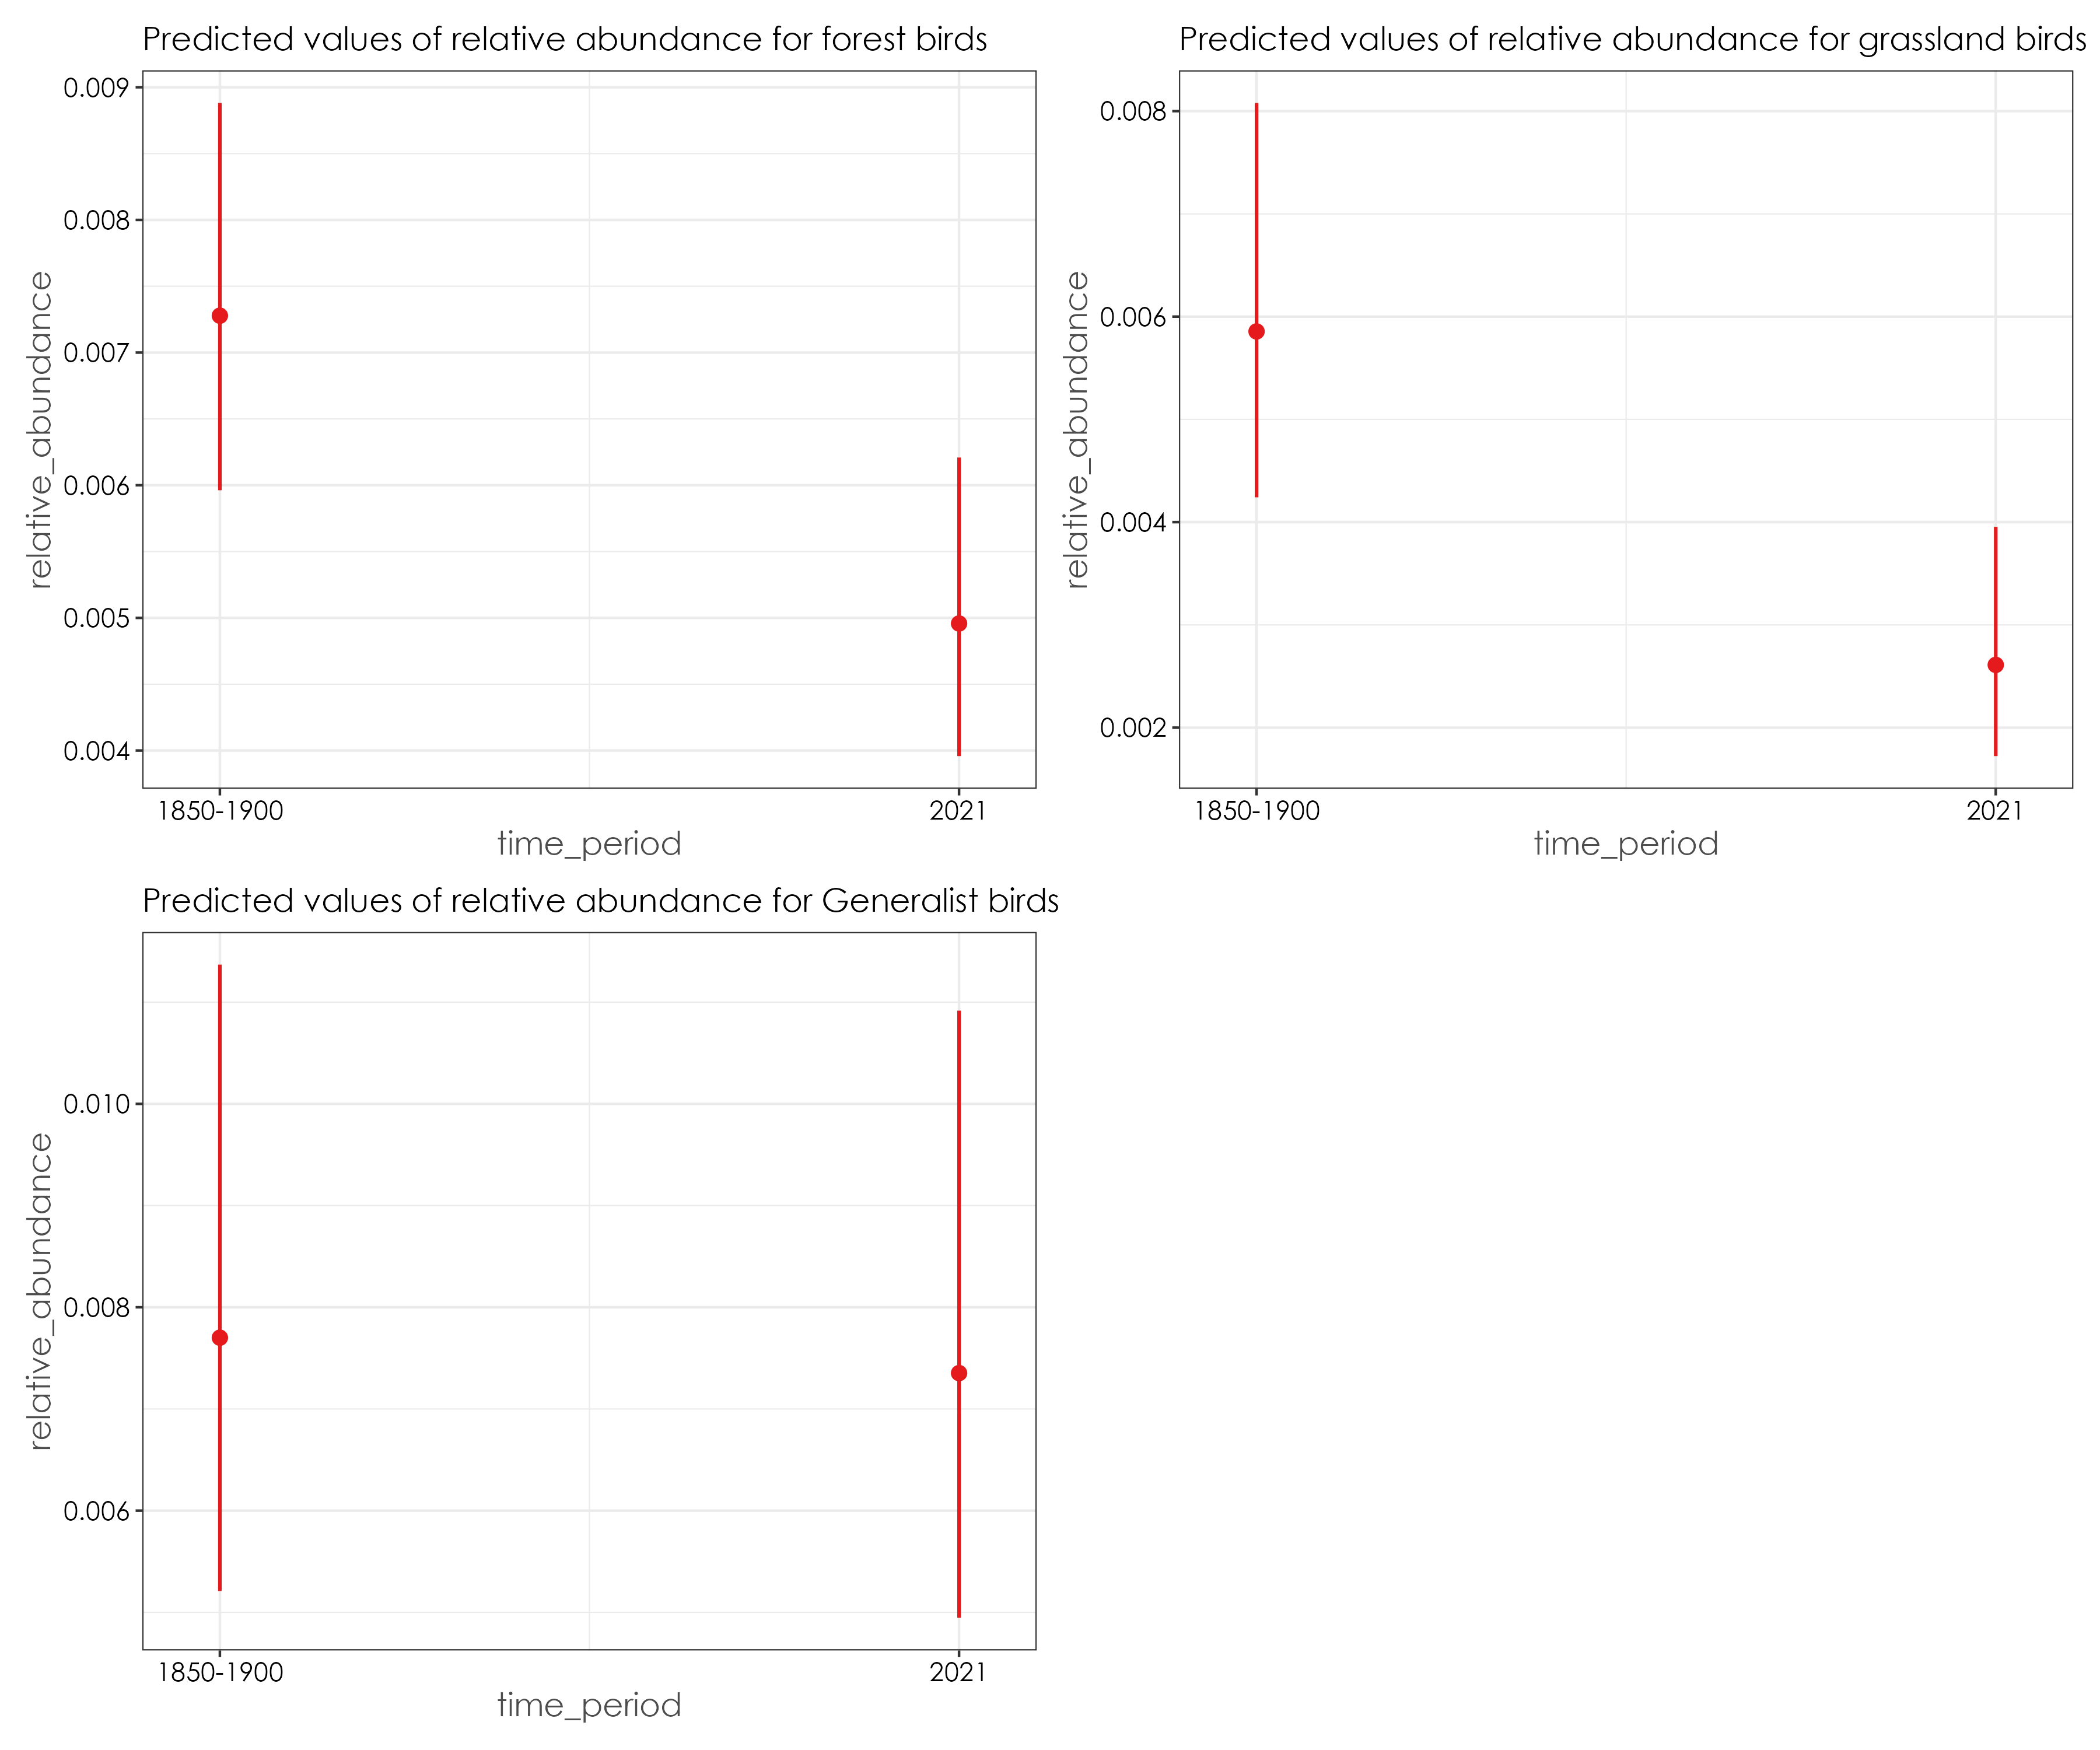 Predicted values of relative abundance for forest birds
0.009
0.008
0.007
0.006
0.005
0.004
relative_abundance
1850-1900
2021
time_period
Predicted values of relative abundance for grassland birds
0.008
0.006
0.004
0.002
relative_abundance
1850-1900
2021
time_period
Predicted values of relative abundance for Generalist birds
0.010
0.008
0.006
relative_abundance
1850-1900
2021
time_period